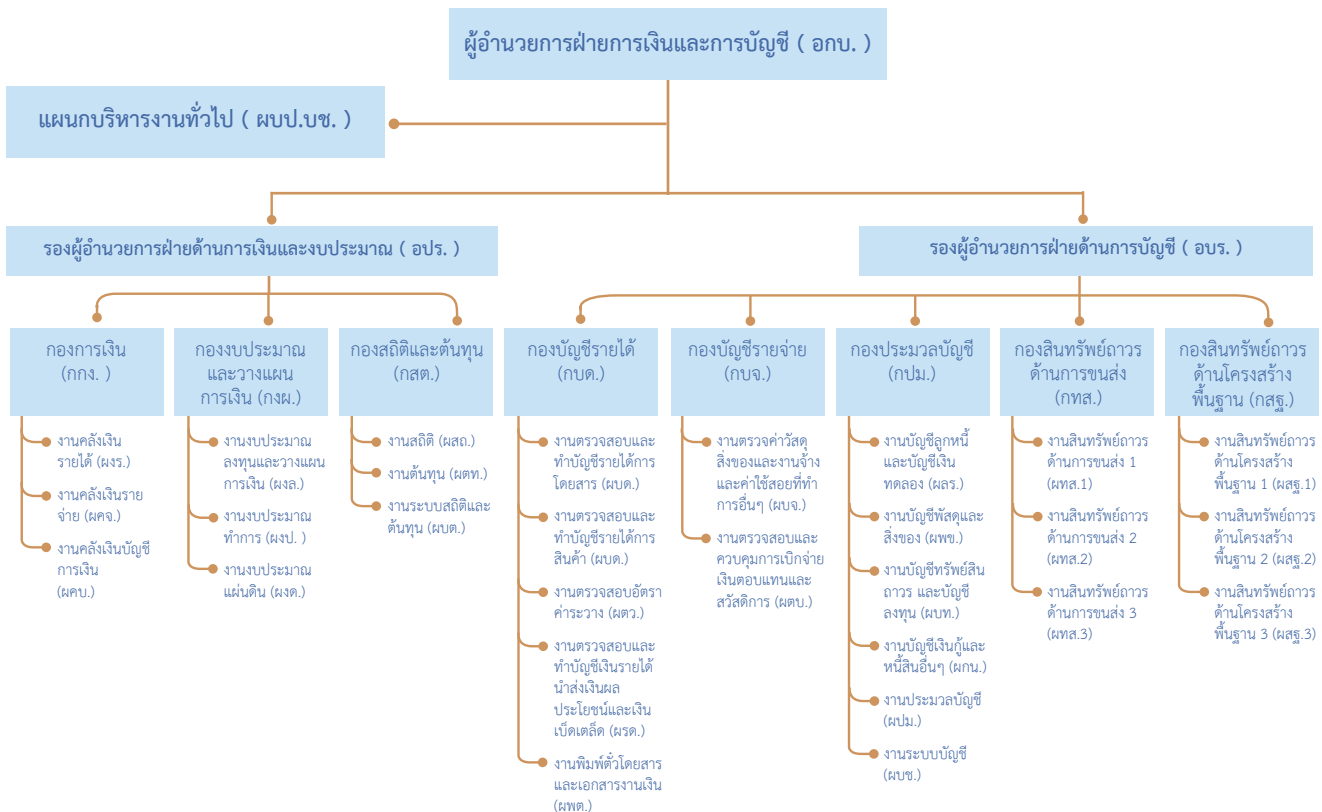 ผู้อำนวยการฝ่ายการเงินและการบัญชี ( อกบ. )
แผนกบริหารงานทั่วไป ( ผบป.บช. )
รองผู้อำนวยการฝ่ายด้านการเงินและงบประมาณ ( อปร. )
รองผู้อำนวยการฝ่ายด้านการบัญชี ( อบร. )
กองการเงิน
(กกง. )
งานคลังเงิน
รายได้ (ผงร.)
งานคลังเงินราย
จ่าย (ผคจ.)
งานคลังเงินบัญชี
การเงิน
(ผคบ.)
กองงบประมาณ
และวางแผน
การเงิน (กงผ.)
งานงบประมาณ
ลงทุนและวางแผน
การเงิน (ผงล.)
งานงบประมาณ
ทำการ (ผงป. )
งานงบประมาณ
แผ่นดิน (ผงด.)
กองสถิติและต้นทุน
(กสต.)
งานสถิติ (ผสถ.)
งานต้นทุน (ผตท.)
งานระบบสถิติและ
ต้นทุน (ผบต.)
กองบัญชีรายได้
(กบด.)
งานตรวจสอบและ
ทำบัญชีรายได้การ
โดยสาร (ผบด.)
งานตรวจสอบและ
ทำบัญชีรายได้การ
สินค้า (ผบด.)
งานตรวจสอบอัตรา
ค่าระวาง (ผตว.)
งานตรวจสอบและ
ทำบัญชีเงินรายได้
นำส่งเงินผล
ประโยชน์และเงิน
เบ็ดเตล็ด (ผรด.)
งานพิมพ์ตั๋วโดยสาร
และเอกสารงานเงิน
(ผพต.)
กองบัญชีรายจ่าย
(กบจ.)
งานตรวจค่าวัสดุ
สิ่งของและงานจ้าง
และค่าใช้สอยที่ทำ
การอื่นๆ (ผบจ.)
งานตรวจสอบและ
ควบคุมการเบิกจ่าย
เงินตอบแทนและ
สวัสดิการ (ผตบ.)
กองประมวลบัญชี
(กปม.)
งานบัญชีลูกหนี้
และบัญชีเงิน
ทดลอง (ผลร.)
งานบัญชีพัสดุและ
สิ่งของ (ผพข.)
งานบัญชีทรัพย์สิน
ถาวร และบัญชี
ลงทุน (ผบท.)
งานบัญชีเงินกู้และ
หนี้สินอื่นๆ (ผกน.)
งานประมวลบัญชี
(ผปม.)
งานระบบบัญชี
(ผบช.)
กองสินทรัพย์ถาวร
ด้านการขนส่ง
(กทส.)
งานสินทรัพย์ถาวร
ด้านการขนส่ง 1
(ผทส.1)
งานสินทรัพย์ถาวร
ด้านการขนส่ง 2
(ผทส.2)
งานสินทรัพย์ถาวร
ด้านการขนส่ง 3
(ผทส.3)
กองสินทรัพย์ถาวร
ด้านโครงสร้าง
พื้นฐาน (กสฐ.)
งานสินทรัพย์ถาวร
ด้านโครงสร้าง
พื้นฐาน 1 (ผสฐ.1)
งานสินทรัพย์ถาวร
ด้านโครงสร้าง
พื้นฐาน 2 (ผสฐ.2)
งานสินทรัพย์ถาวร
ด้านโครงสร้าง
พื้นฐาน 3 (ผสฐ.3)